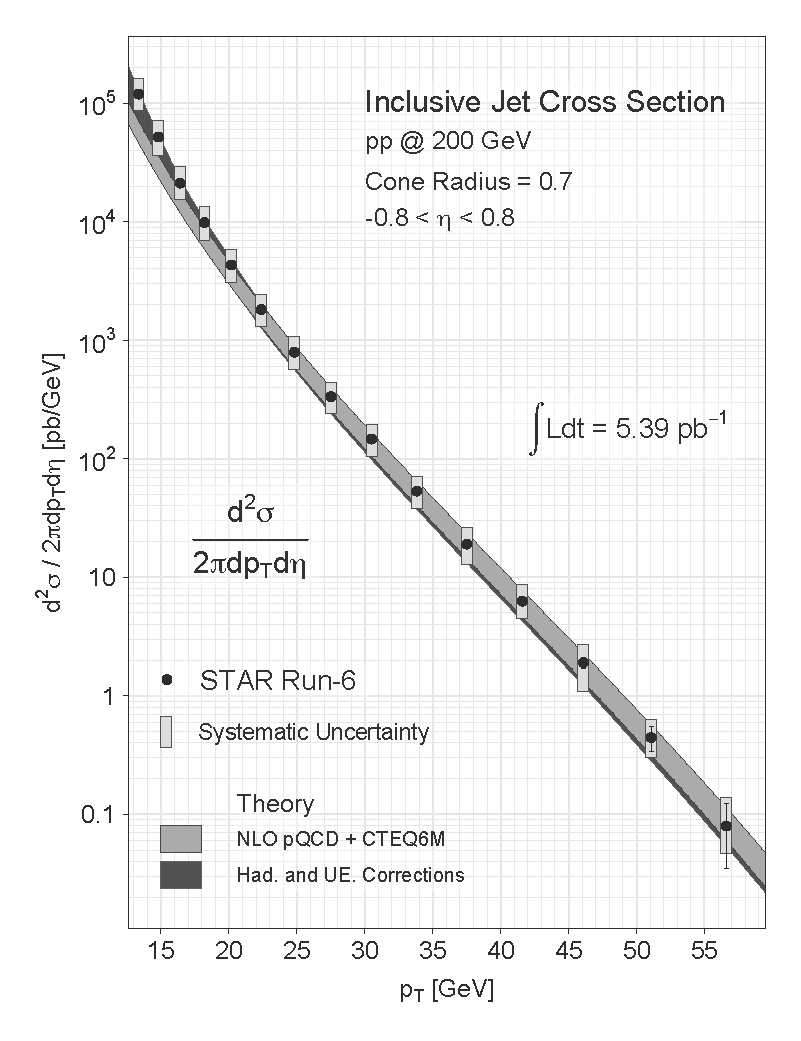 Inclusive Jet Cross Section
pp @ 200 GeV
Cone Radius = 0.7
-0.8 < η < 0.8
∫Ldt = 5.39 pb⁻¹
d²σ
2πdp_Tdη
STAR Run-6
Systematic Uncertainty
Theory
NLO pQCD + CTEQ6M
Had. and UE. Corrections
d²σ / 2πdp_Tdη [pb/GeV]
10⁵
10⁴
10³
10²
10
1
0.1
15 20 25 30 35 40 45 50 55
p_T [GeV]